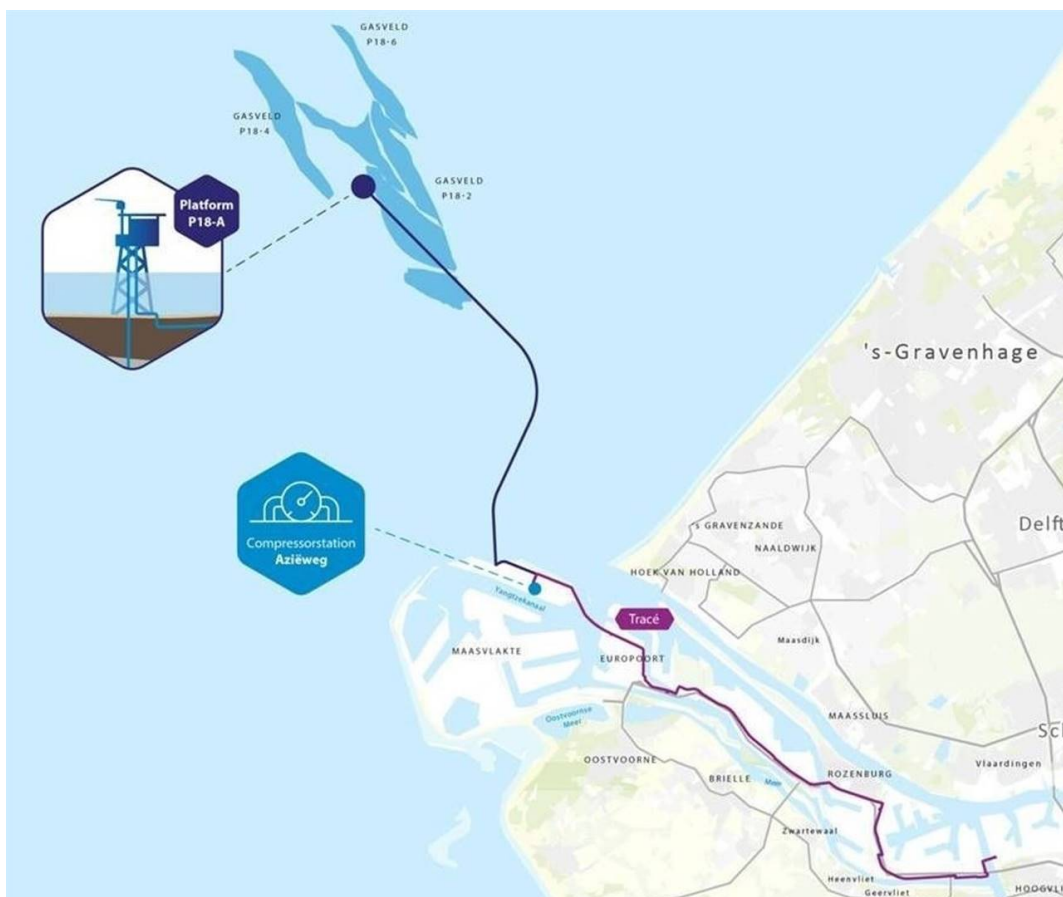 GASVELD
P18-6
GASVELD
P18-4
GASVELD
P18-2
Platform
P18-A
's-Gravenhage
Compressorstation
Aziëweg
's GRAVENZANDE
NAALDWIJK
Delft
HOEK VAN HOLLAND
Yangtzekanaal
Tracé
Maasdijk
MAASVLAKTE
EUROPOORT
Oostvoornse
Meer
MAASSLUIS
OOSTVOORNE
Vlaardingen
BRIELLE
Meer
ROZENBURG
Zwartewaal
Heenvliet
Geervliet